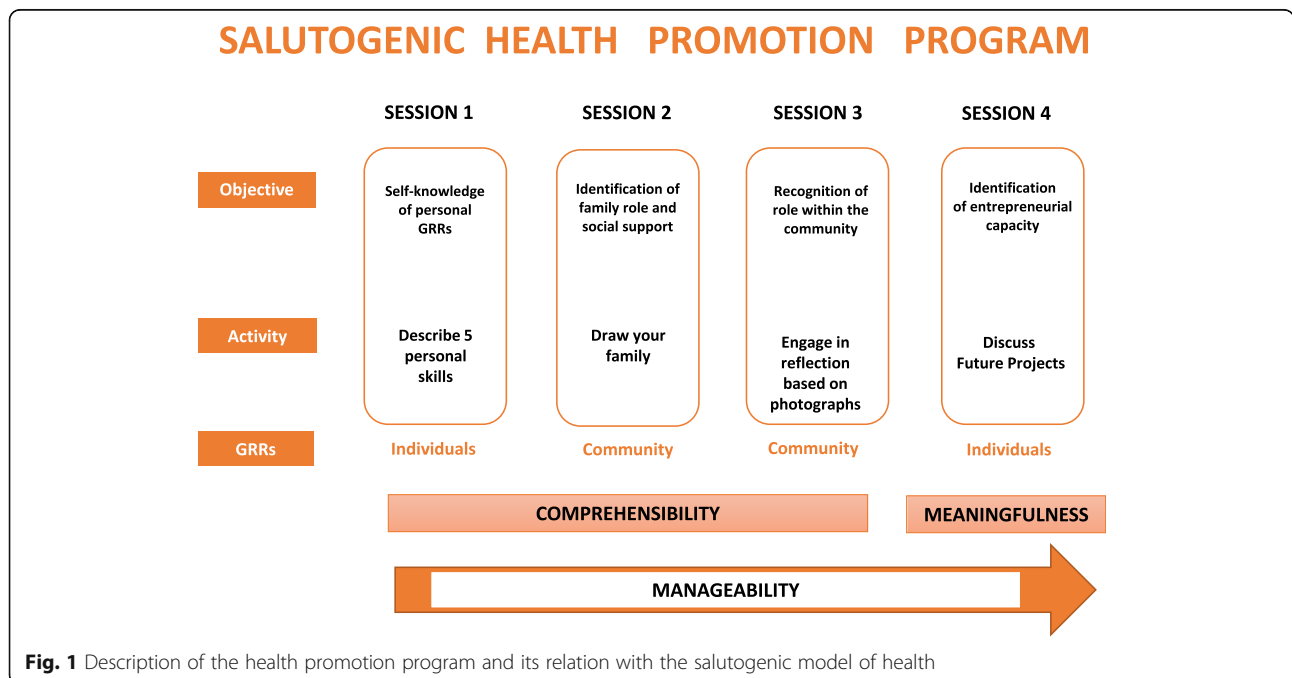 SALUTOGENIC HEALTH PROMOTION PROGRAM
SESSION 1
SESSION 2
SESSION 3
SESSION 4
Objective
Self-knowledge
of personal
GRRs
Identification of
family role and
social support
Recognition of
role within the
community
Identification
of entrepreneurial
capacity
Activity
Describe 5
personal
skills
Draw your
family
Engage in
reflection
based on
photographs
Discuss
Future Projects
GRRs
Individuals
Community
Community
Individuals
COMPREHENSIBILITY
MEANINGFULNESS
MANAGEABILITY
Fig. 1 Description of the health promotion program and its relation with the salutogenic model of health